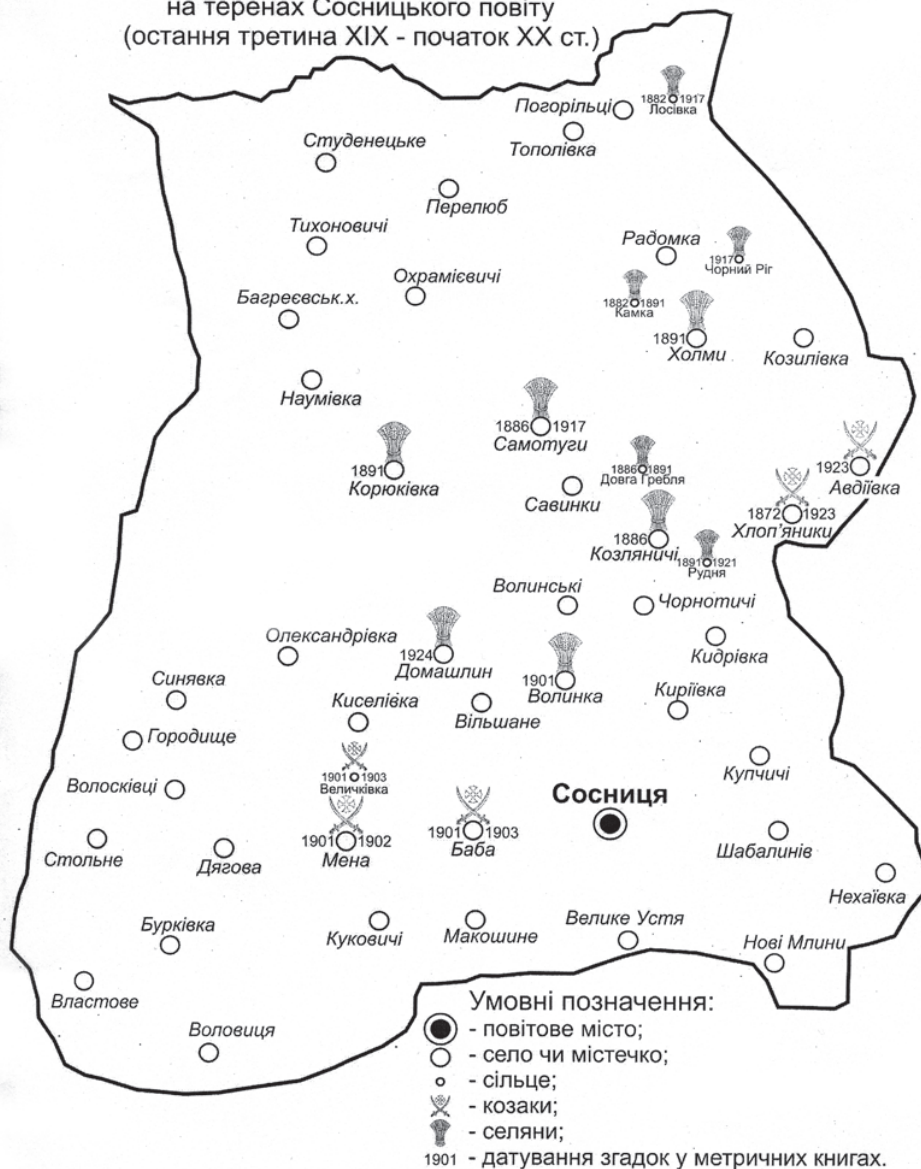 на теренах Сосницького повіту
(остання третина ХІХ - початок ХХ ст.)
1882 1917
Лосівка
Погорільці
Тополівка
Студенецьке
Перелюб
Тихоновичі
Радомка
1917
Чорний Ріг
Охрамієвичі
Багреєвськ.х.
1882 1891
Камка
1891
Холми
Козилівка
Наумівка
1886 1917
Самотуги
1891
Корюківка
1886 1891
Довга Гребля
1923
Авдіївка
Савинки
1872 1923
Хлоп'яники
1886
Козляничі
1891 1921
Рудня
Волинські
Чорнотичі
Олександрівка
1924
Домашлин
Кидрівка
1901
Волинка
Синявка
Киселівка
Вільшане
Киріївка
Городище
Купчичі
1901 1903
Величківка
Волосківці
Сосниця
1901 1902
Мена
1901 1903
Баба
Шабалинів
Стольне
Дягова
Нехаївка
Бурківка
Куковичі
Макошине
Велике Устя
Нові Млини
Властове
Воловиця
Умовні позначення:
- повітове місто;
- село чи містечко;
- сільце;
- козаки;
- селяни;
1901 - датування згадок у метричних книгах.